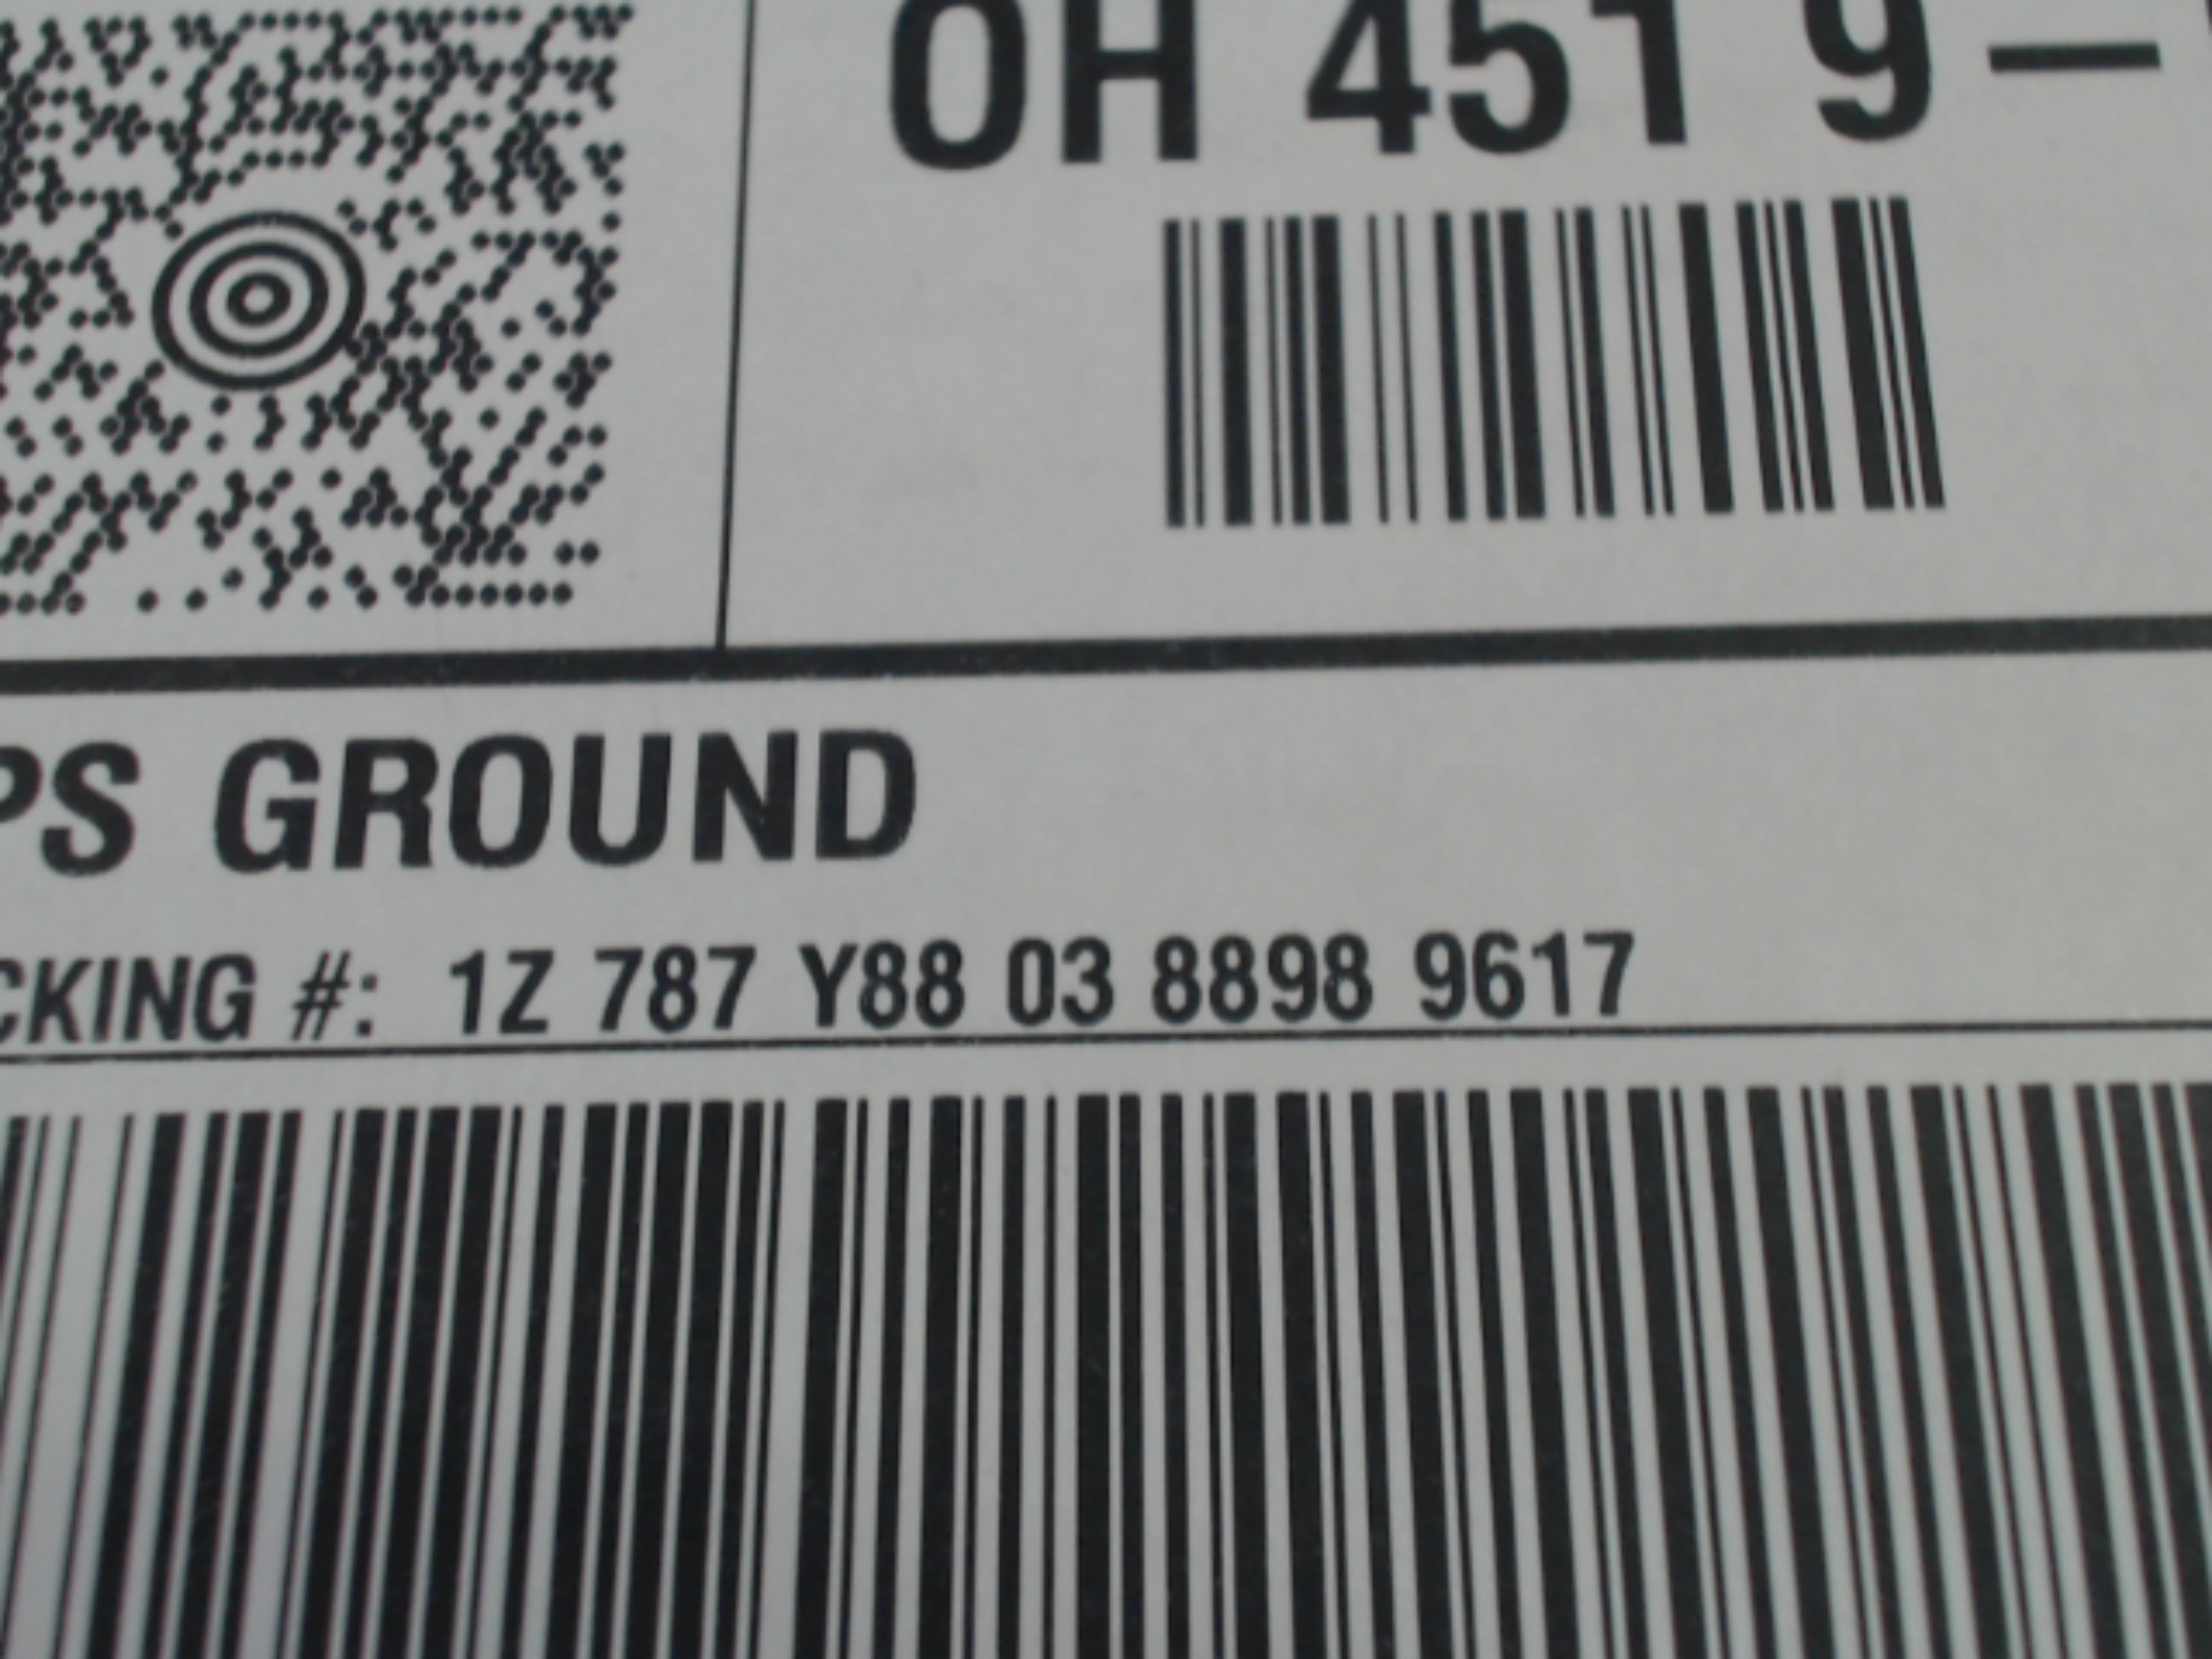 OH 451 9–
PS GROUND
CKING #: 1Z 787 Y88 03 8898 9617